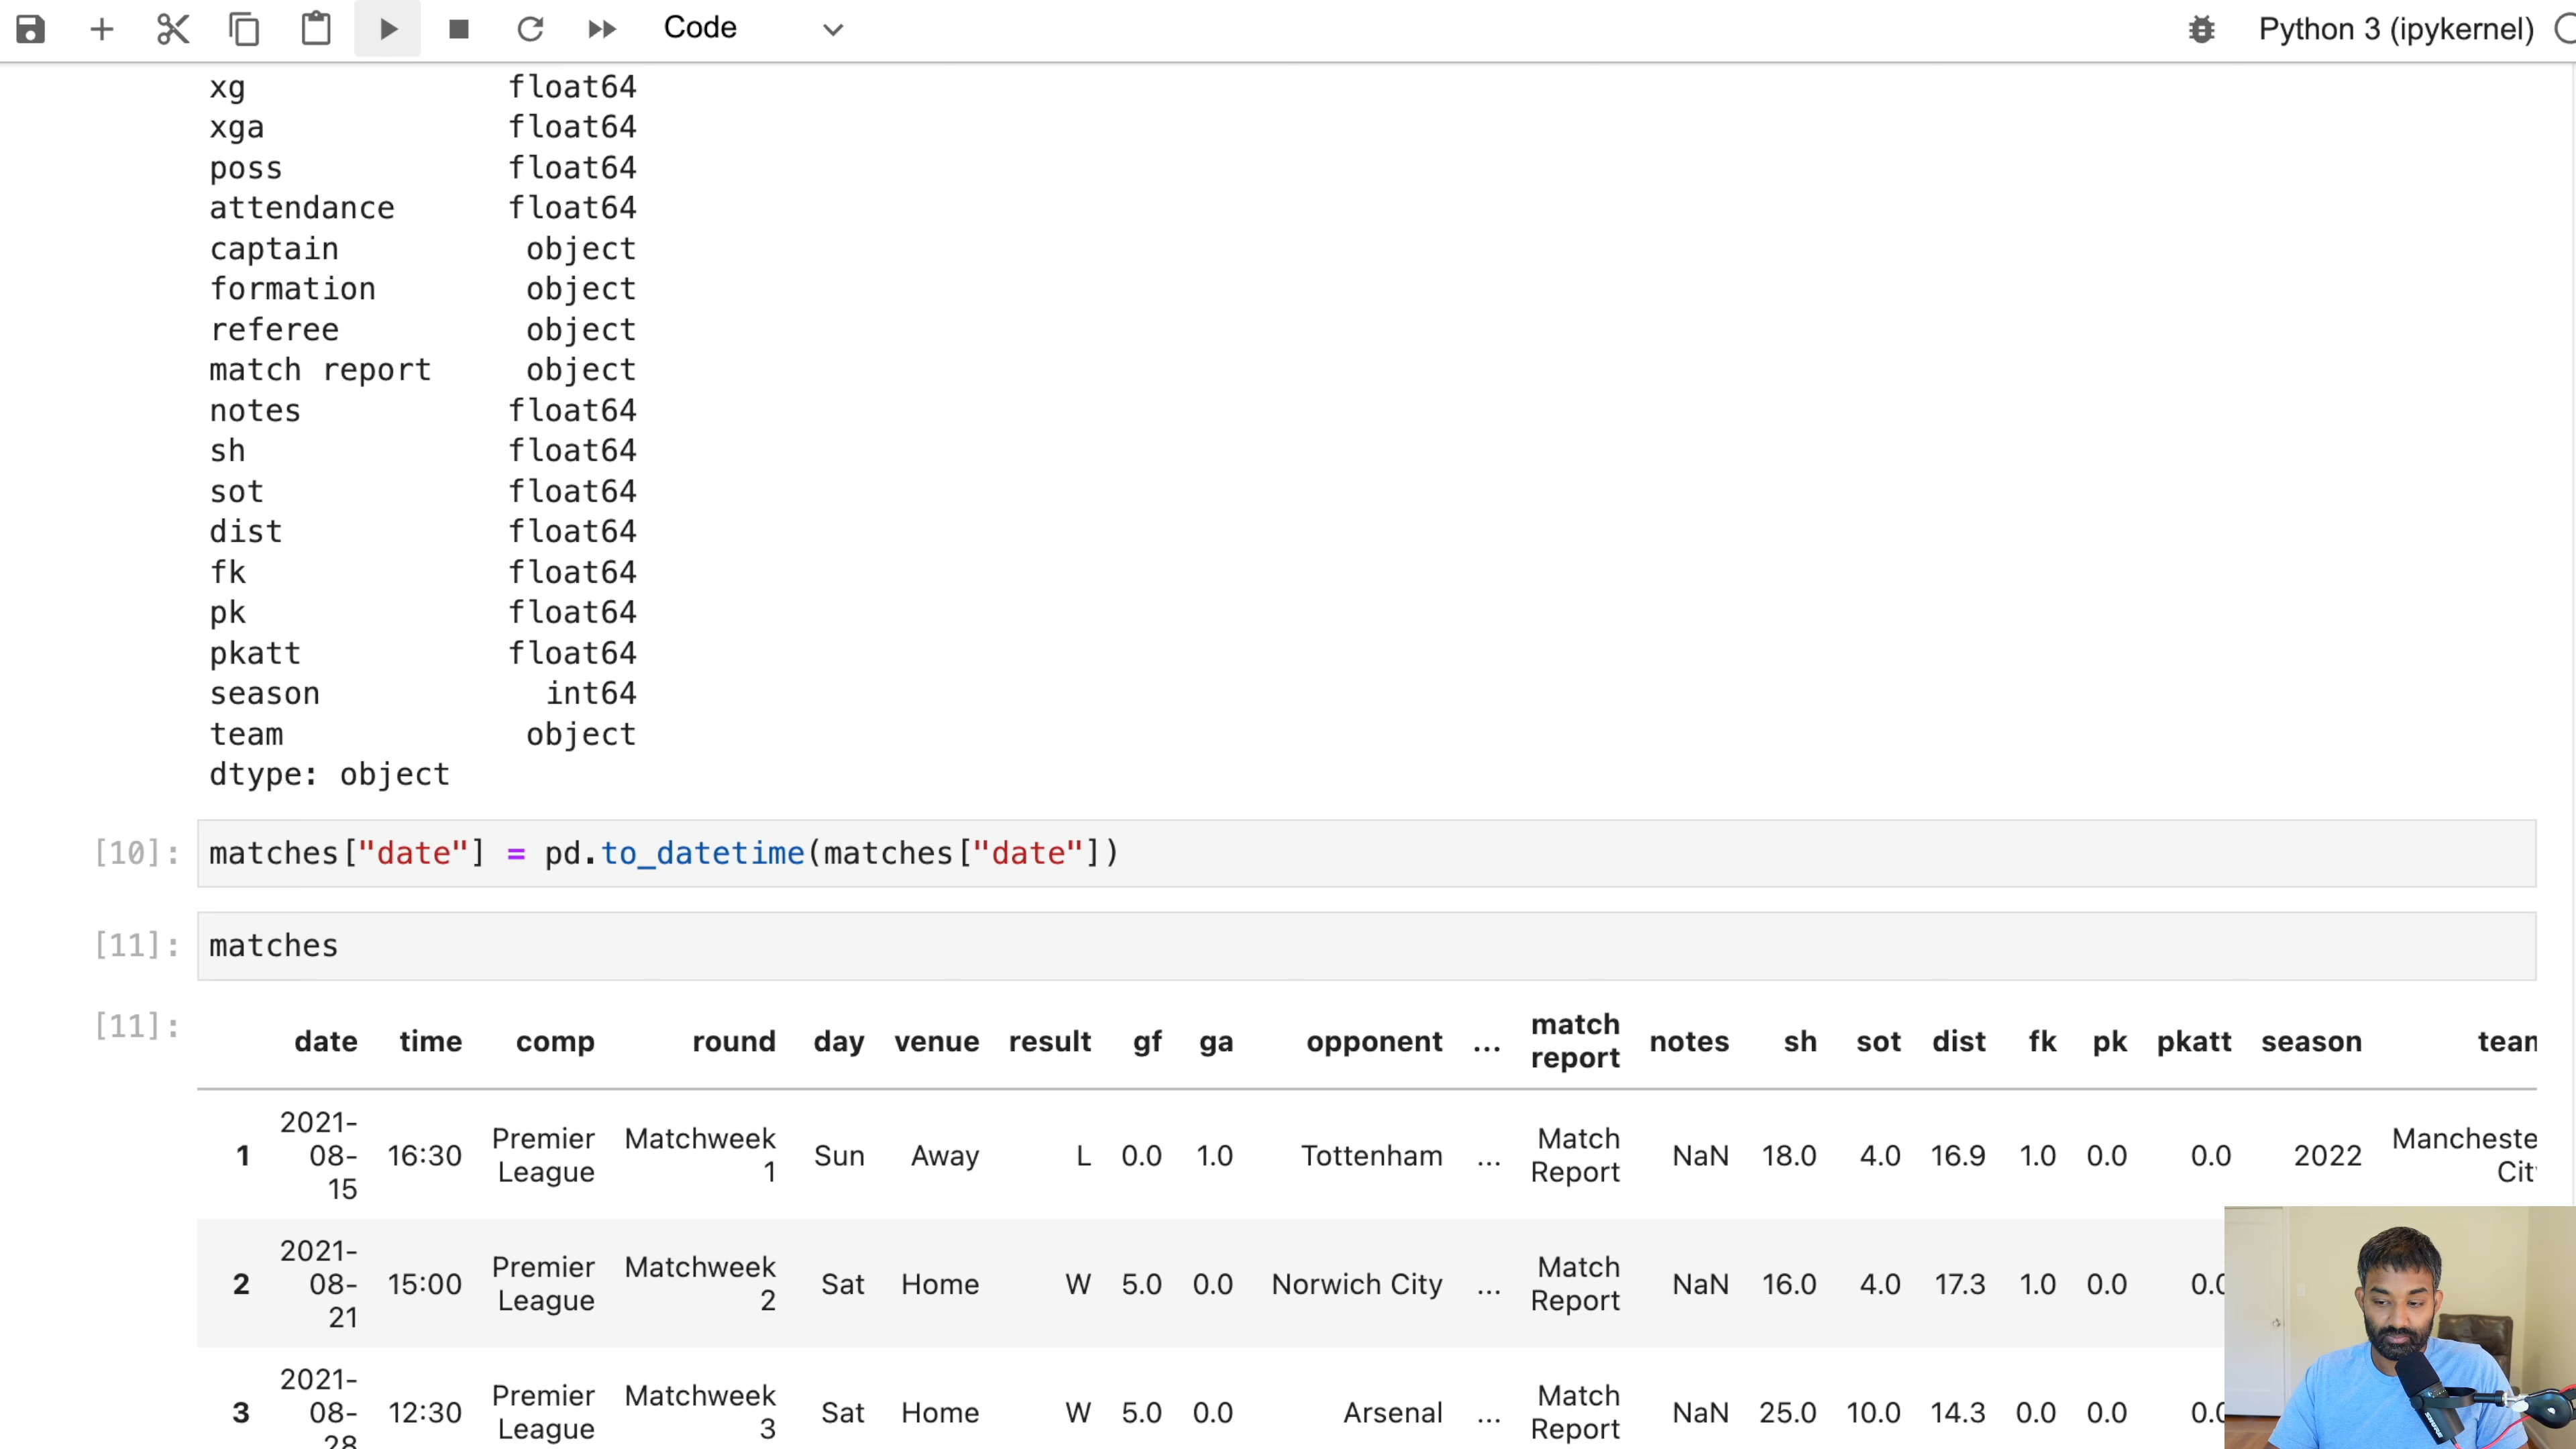 Code Python 3 (ipykernel)
xg float64
xga float64
poss float64
attendance float64
captain object
formation object
referee object
match report object
notes float64
sh float64
sot float64
dist float64
fk float64
pk float64
pkatt float64
season int64
team object
dtype: object
[10]: matches["date"] = pd.to_datetime(matches["date"])
[11]: matches
[11]:
date time comp round day venue result gf ga opponent ... match report notes sh sot dist fk pk pkatt season team
1 2021-08-15 16:30 Premier League Matchweek 1 Sun Away L 0.0 1.0 Tottenham ... Match Report NaN 18.0 4.0 16.9 1.0 0.0 0.0 2022 Mancheste Cit
2 2021-08-21 15:00 Premier League Matchweek 2 Sat Home W 5.0 0.0 Norwich City ... Match Report NaN 16.0 4.0 17.3 1.0 0.0 0.0
3 2021-08-28 12:30 Premier League Matchweek 3 Sat Home W 5.0 0.0 Arsenal ... Match Report NaN 25.0 10.0 14.3 0.0 0.0 0.0